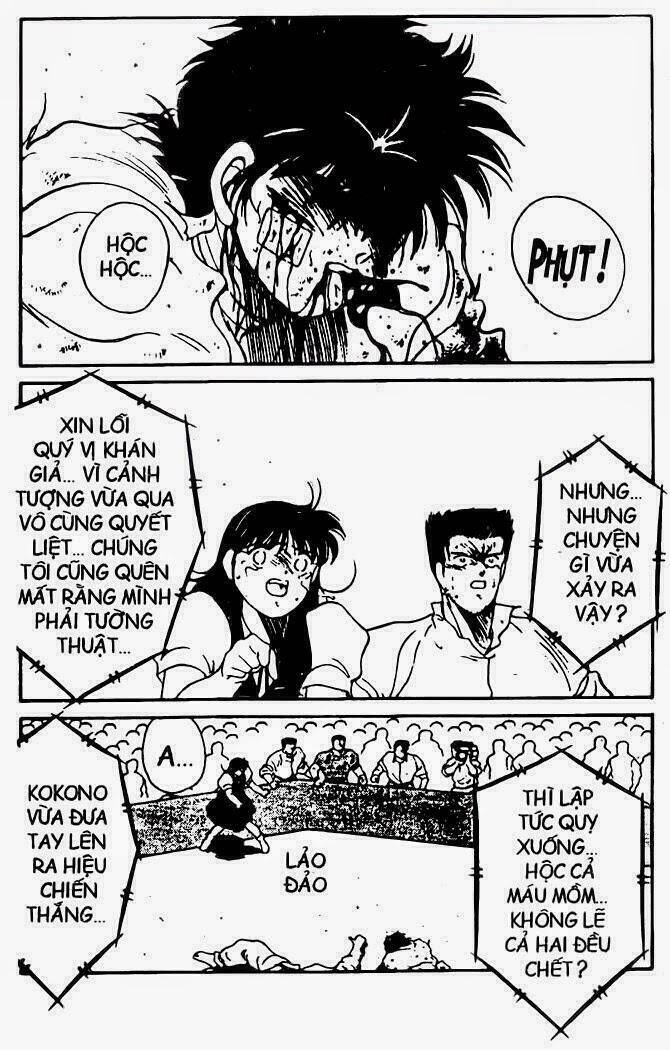 HỘC
HỘC...
PHỤT!
XIN LỖI
QUÝ VỊ KHÁN
GIẢ... VÌ CẢNH
TƯỢNG VỪA QUA
VÔ CÙNG QUYẾT
LIỆT... CHÚNG
TÔI CŨNG QUÊN
MẤT RẰNG MÌNH
PHẢI TƯỜNG
THUẬT...
NHƯNG...
NHƯNG
CHUYỆN
GÌ VỪA
XẢY RA
VẬY?
A...
KOKONO
VỪA ĐƯA
TAY LÊN
RA HIỆU
CHIẾN
THẮNG...
LẢO
ĐẢO
THÌ LẬP
TỨC QUY
XUỐNG...
HỘC CẢ
MÁU MỒM...
KHÔNG LẼ
CẢ HAI ĐỀU
CHẾT?